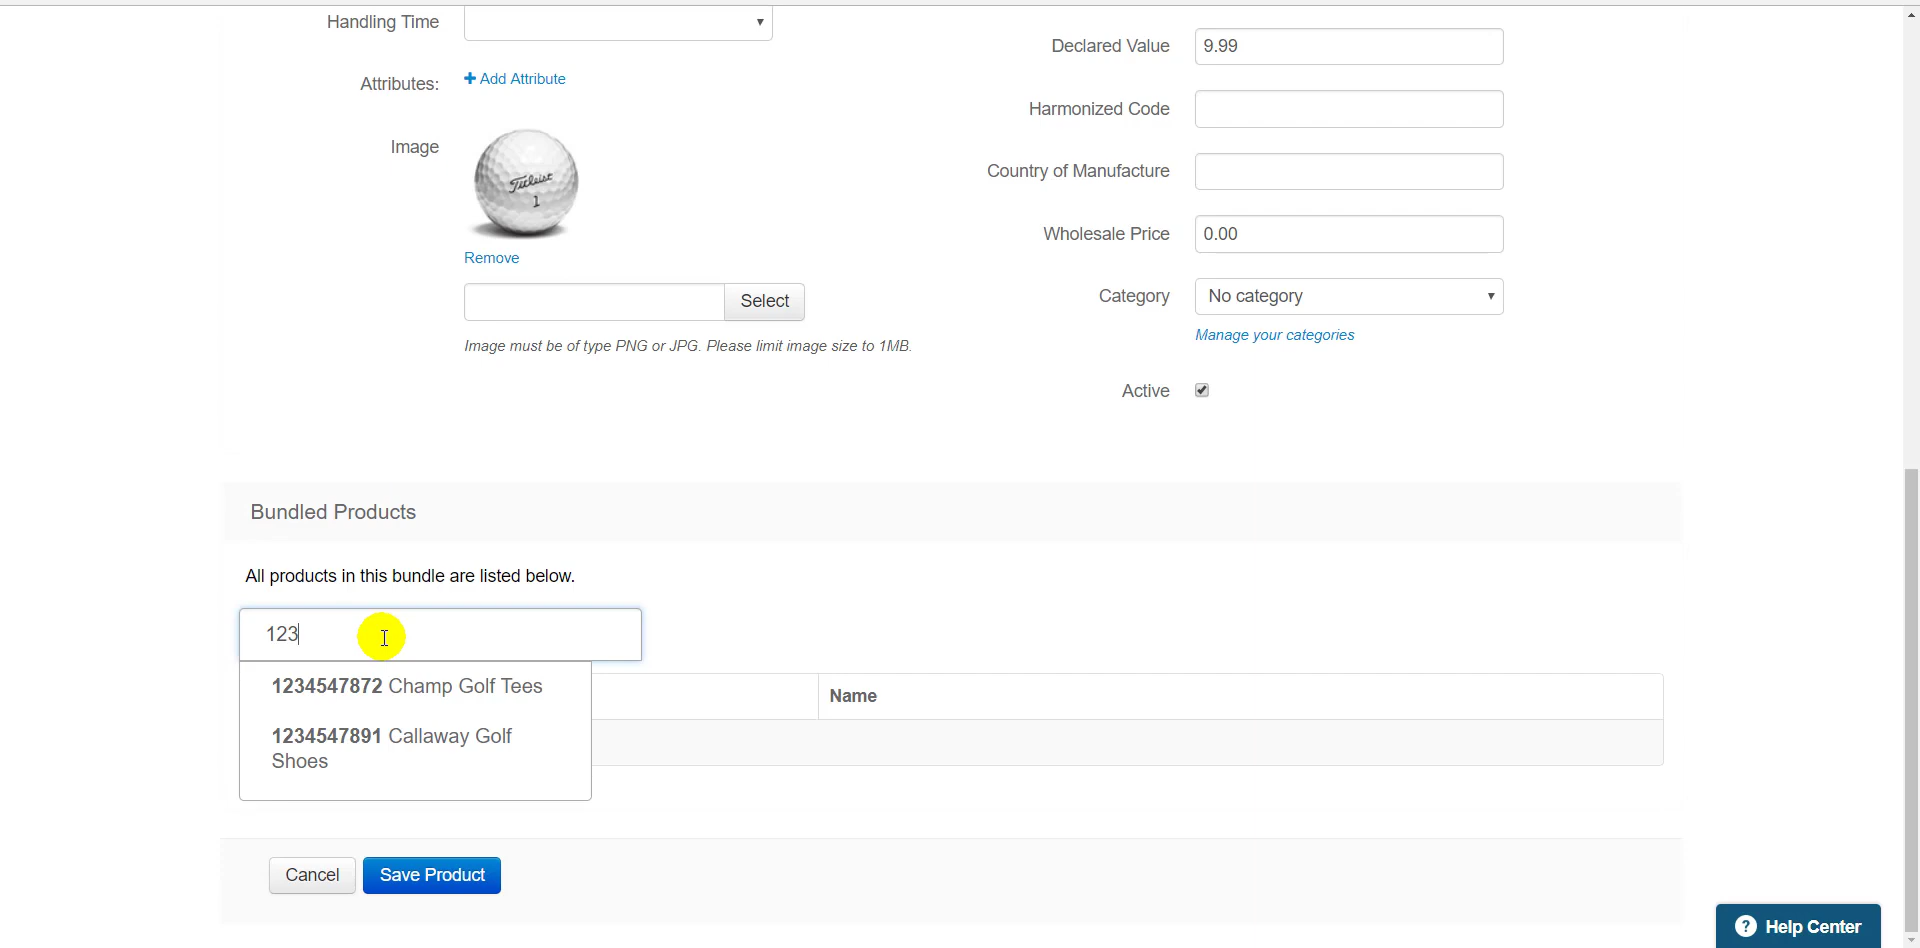 Handling Time
Attributes:
Add Attribute
Image
Titleist
1
Remove
Select
Image must be of type PNG or JPG. Please limit image size to 1MB.
Declared Value
9.99
Harmonized Code
Country of Manufacture
Wholesale Price
0.00
Category
No category
Manage your categories
Active
Bundled Products
All products in this bundle are listed below.
123
1234547872 Champ Golf Tees
1234547891 Callaway Golf
Shoes
Name
Cancel
Save Product
? Help Center